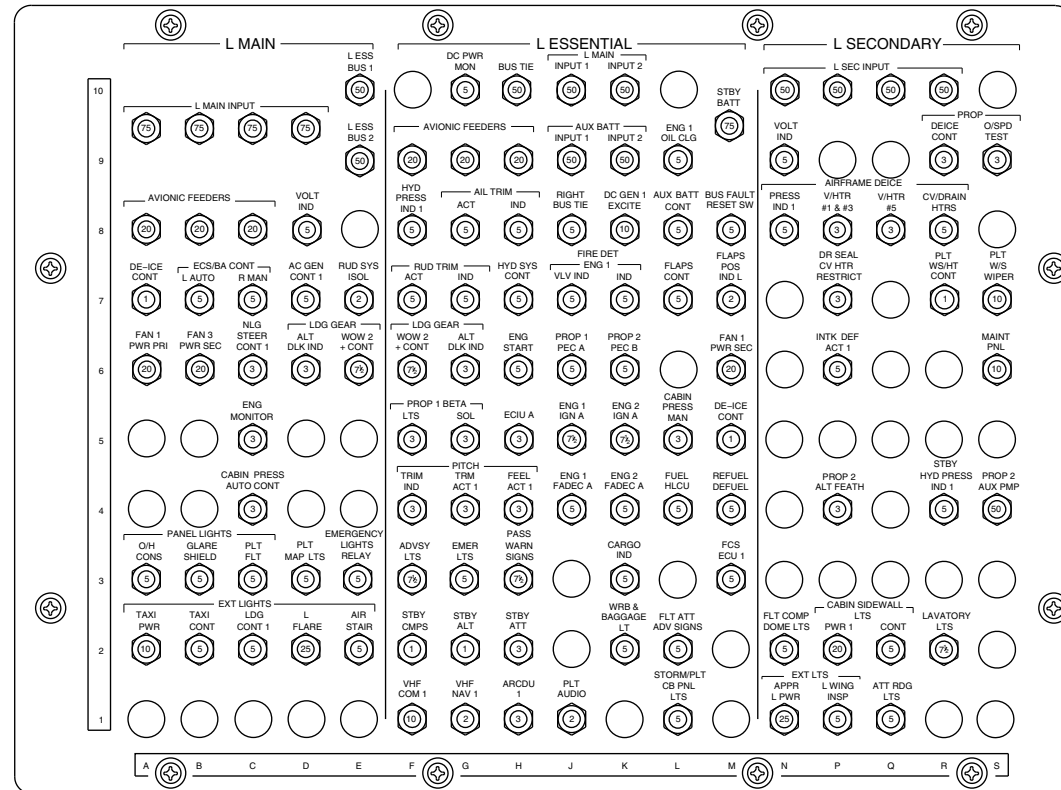 L MAIN
L ESSENTIAL
L SECONDARY
10
L ESS
BUS 1
50
DC PWR
MON
5
BUS TIE
50
L MAIN
INPUT 1
50
INPUT 2
50
STBY
BATT
75
L SEC INPUT
50
50
50
50
L MAIN INPUT
75
75
75
75
9
L ESS
BUS 2
50
AVIONIC FEEDERS
20
20
20
AUX BATT
INPUT 1
50
INPUT 2
50
ENG 1
OIL CLG
5
VOLT
IND
5
PROP
DEICE
CONT
3
O/SPD
TEST
3
8
AVIONIC FEEDERS
20
20
20
VOLT
IND
5
HYD
PRESS
IND 1
5
AIL TRIM
ACT
5
IND
5
RIGHT
BUS TIE
5
DC GEN 1
EXCITE
10
AUX BATT
CONT
5
BUS FAULT
RESET SW
5
AIRFRAME DEICE
PRESS
IND 1
5
V/HTR
#1 & #3
3
V/HTR
#5
3
CV/DRAIN
HTRS
5
7
DE-ICE
CONT
1
ECS/BA CONT
L AUTO
5
R MAN
5
AC GEN
CONT 1
5
RUD SYS
ISOL
2
RUD TRIM
ACT
5
IND
5
HYD SYS
CONT
5
FIRE DET
ENG 1
VLV IND
5
IND
5
FLAPS
CONT
5
FLAPS
POS
IND L
2
DR SEAL
CV HTR
RESTRICT
3
PLT
WS/HT
CONT
1
PLT
W/S
WIPER
10
6
FAN 1
PWR PRI
20
FAN 3
PWR SEC
20
NLG
STEER
CONT 1
3
LDG GEAR
ALT
DLK IND
3
WOW 2
+ CONT
7½
LDG GEAR
WOW 2
+ CONT
7½
ALT
DLK IND
3
ENG
START
5
PROP 1
PEC A
5
PROP 2
PEC B
5
FAN 1
PWR SEC
20
INTK DEF
ACT 1
5
MAINT
PNL
10
5
ENG
MONITOR
3
PROP 1 BETA
LTS
3
SOL
3
ECIU A
3
ENG 1
IGN A
7½
ENG 2
IGN A
7½
CABIN
PRESS
MAN
3
DE-ICE
CONT
1
4
CABIN PRESS
AUTO CONT
3
PITCH
TRIM
IND
3
TRM
ACT 1
3
FEEL
ACT 1
3
ENG 1
FADEC A
5
ENG 2
FADEC A
5
FUEL
HLCU
5
REFUEL
DEFUEL
5
PROP 2
ALT FEATH
3
STBY
HYD PRESS
IND 1
5
PROP 2
AUX PMP
50
3
PANEL LIGHTS
O/H
CONS
5
GLARE
SHIELD
5
PLT
FLT
5
PLT
MAP LTS
5
EMERGENCY
LIGHTS
RELAY
5
ADVSY
LTS
7½
EMER
LTS
5
PASS
WARN
SIGNS
7½
CARGO
IND
5
FCS
ECU 1
5
2
EXT LIGHTS
TAXI
PWR
10
TAXI
CONT
5
LDG
CONT 1
5
L
FLARE
25
AIR
STAIR
5
STBY
CMPS
1
STBY
ALT
1
STBY
ATT
3
WRB &
BAGGAGE
LT
5
FLT ATT
ADV SIGNS
5
FLT COMP
DOME LTS
5
CABIN SIDEWALL
LTS
PWR 1
20
CONT
5
LAVATORY
LTS
7½
1
VHF
COM 1
10
VHF
NAV 1
2
ARCDU
1
3
PLT
AUDIO
2
STORM/PLT
CB PNL
LTS
5
EXT LTS
APPR
L PWR
25
L WING
INSP
5
ATT RDG
LTS
5
A B C D E F G H J K L M N P Q R S